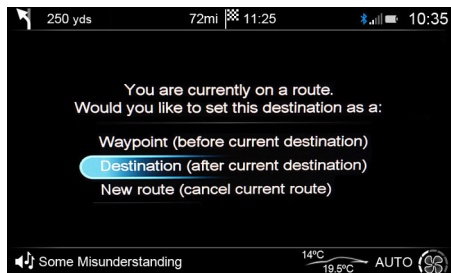 250 yds 72mi 11:25 10:35
You are currently on a route.
Would you like to set this destination as a:
Waypoint (before current destination)
Destination (after current destination)
New route (cancel current route)
Some Misunderstanding 14°C 19.5°C AUTO